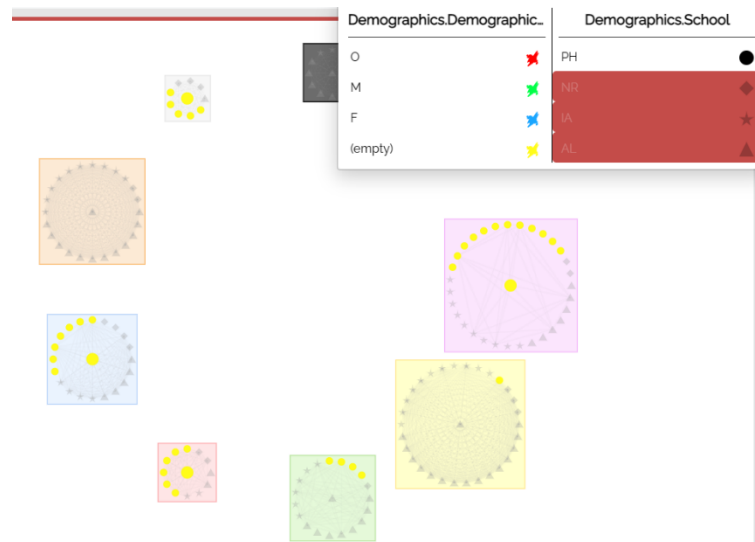 Demographics.Demographic...
Demographics.School
O
PH
M
NR
F
IA
(empty)
AL